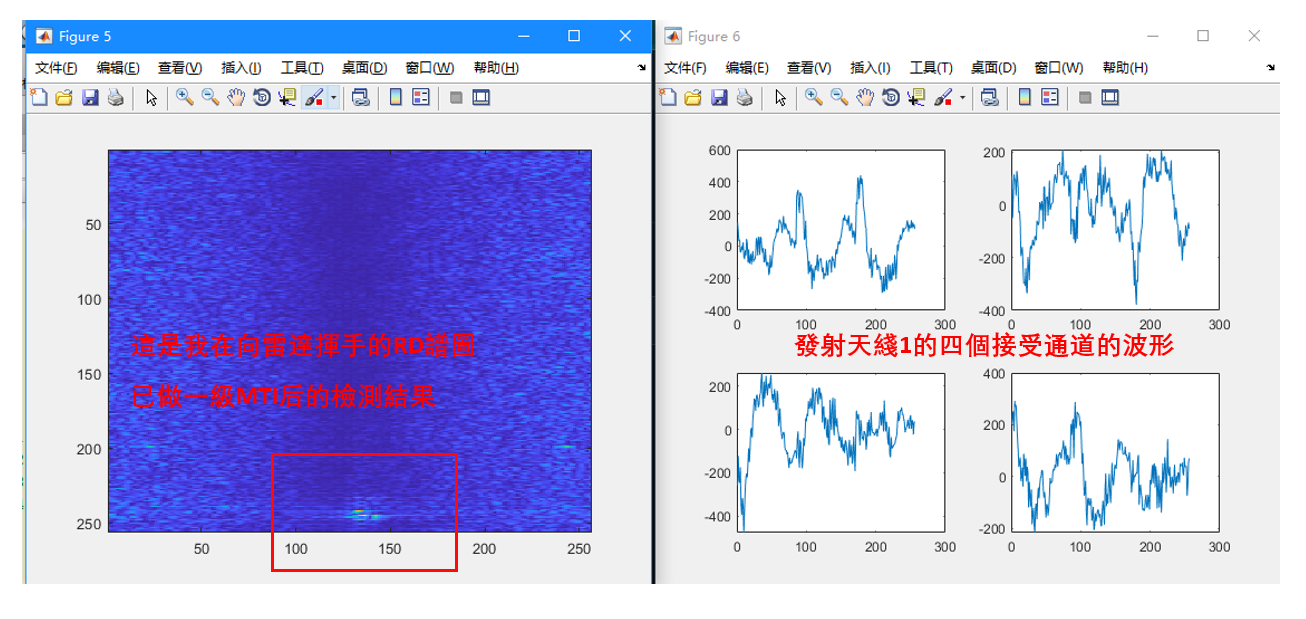 Figure 5
文件(F) 编辑(E) 查看(V) 插入(I) 工具(T) 桌面(D) 窗口(W) 帮助(H)
50
100
150
200
250
50 100 150 200 250
這是我在向雷達揮手的RD譜圖
已做一級MTI后的檢測結果
Figure 6
文件(F) 编辑(E) 查看(V) 插入(I) 工具(T) 桌面(D) 窗口(W) 帮助(H)
600
400
200
0
-200
-400
0 100 200 300
200
0
-200
-400
0 100 200 300
發射天綫1的四個接受通道的波形
200
0
-200
-400
0 100 200 300
400
200
0
-200
0 100 200 300